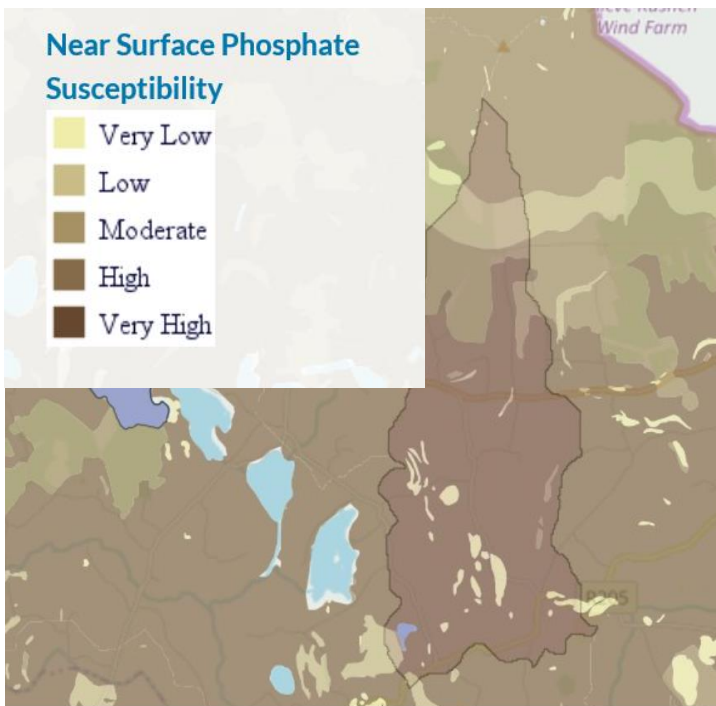 Near Surface Phosphate
Susceptibility
Very Low
Low
Moderate
High
Very High
Wind Farm
R205